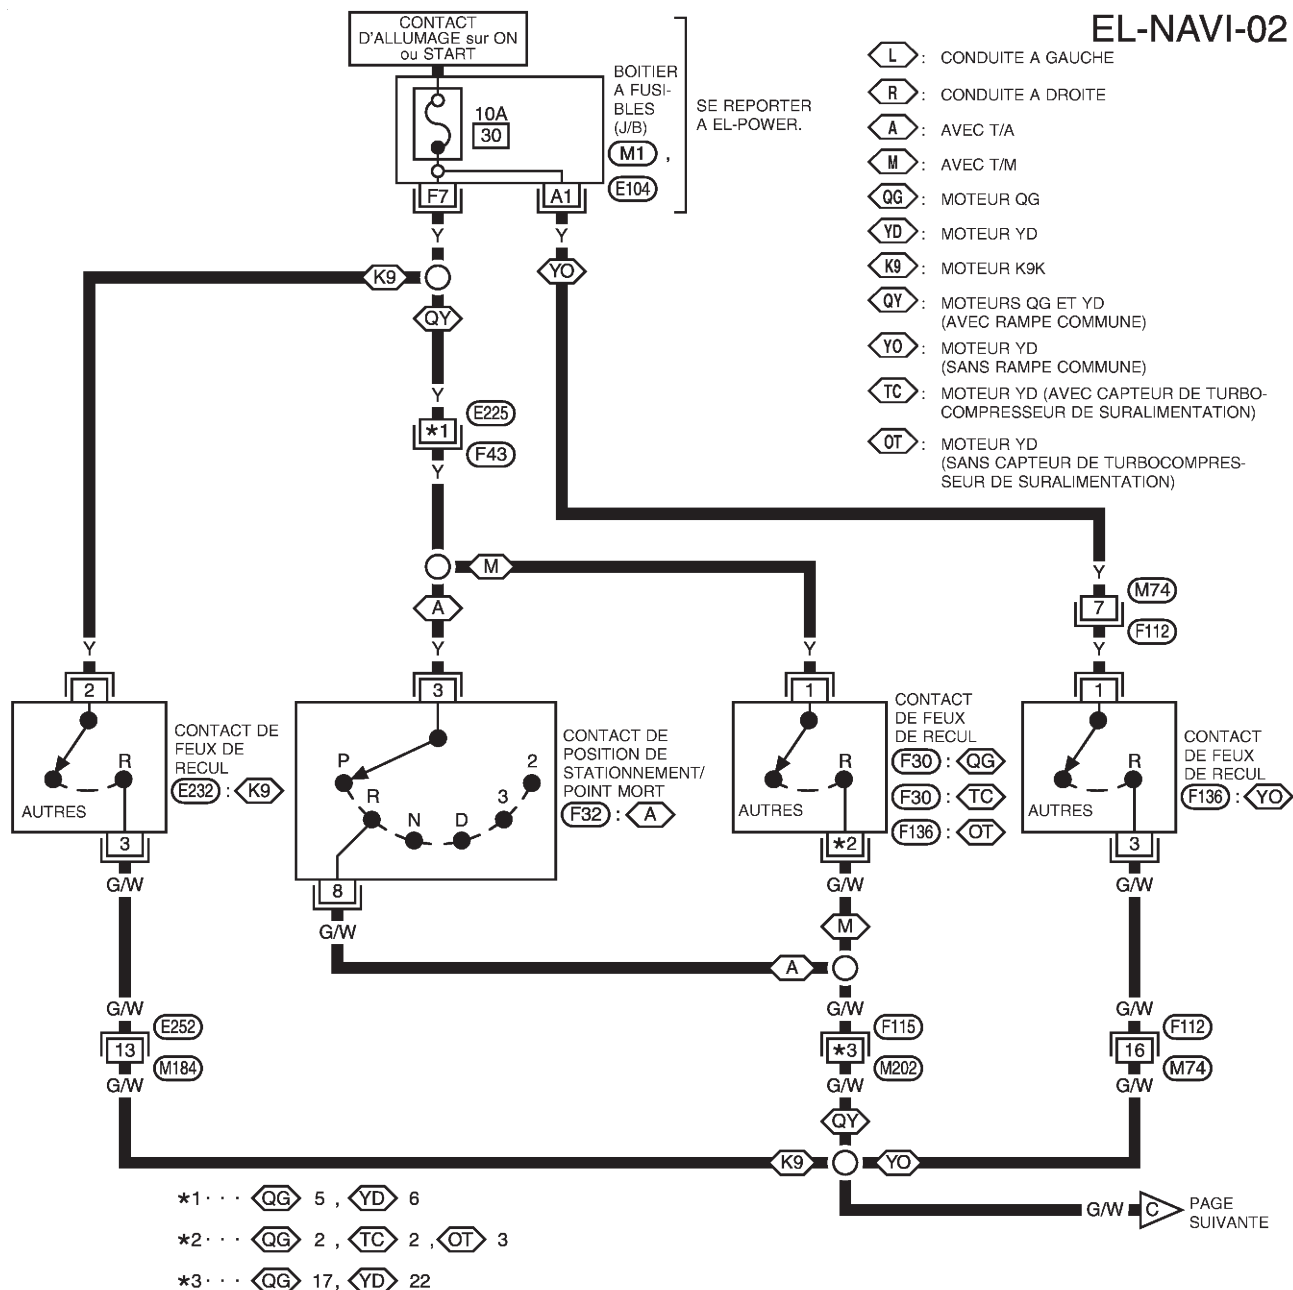 EL-NAVI-02
CONTACT
D'ALLUMAGE sur ON
ou START
10A
30
BOITIER
A FUSI-
BLES
(J/B)
M1 ,
E104
SE REPORTER
A EL-POWER.
F7
A1
L : CONDUITE A GAUCHE
R : CONDUITE A DROITE
A : AVEC T/A
M : AVEC T/M
QG : MOTEUR QG
YD : MOTEUR YD
K9 : MOTEUR K9K
QY : MOTEURS QG ET YD
(AVEC RAMPE COMMUNE)
YO : MOTEUR YD
(SANS RAMPE COMMUNE)
TC : MOTEUR YD (AVEC CAPTEUR DE TURBO-
COMPRESSEUR DE SURALIMENTATION)
OT : MOTEUR YD
(SANS CAPTEUR DE TURBOCOMPRES-
SEUR DE SURALIMENTATION)
Y
Y
K9
YO
QY
Y
E225
★1
F43
Y
M
A
Y
M74
7
F112
Y
Y
Y
Y
2
3
1
1
CONTACT DE
FEUX DE
RECUL
E232 : K9
R
AUTRES
CONTACT DE
POSITION DE
STATIONNEMENT/
POINT MORT
F32 : A
P
R
N
D
3
2
CONTACT
DE FEUX
DE RECUL
F30 : QG
F30 : TC
F136 : OT
R
AUTRES
CONTACT
DE FEUX
DE RECUL
F136 : YO
R
AUTRES
3
8
★2
3
G/W
G/W
G/W
G/W
M
A
G/W
G/W
G/W
E252
13
M184
F115
★3
M202
F112
16
M74
G/W
G/W
G/W
QY
K9
YO
G/W
C
PAGE
SUIVANTE
★1 · · · QG 5 , YD 6
★2 · · · QG 2 , TC 2 , OT 3
★3 · · · QG 17, YD 22